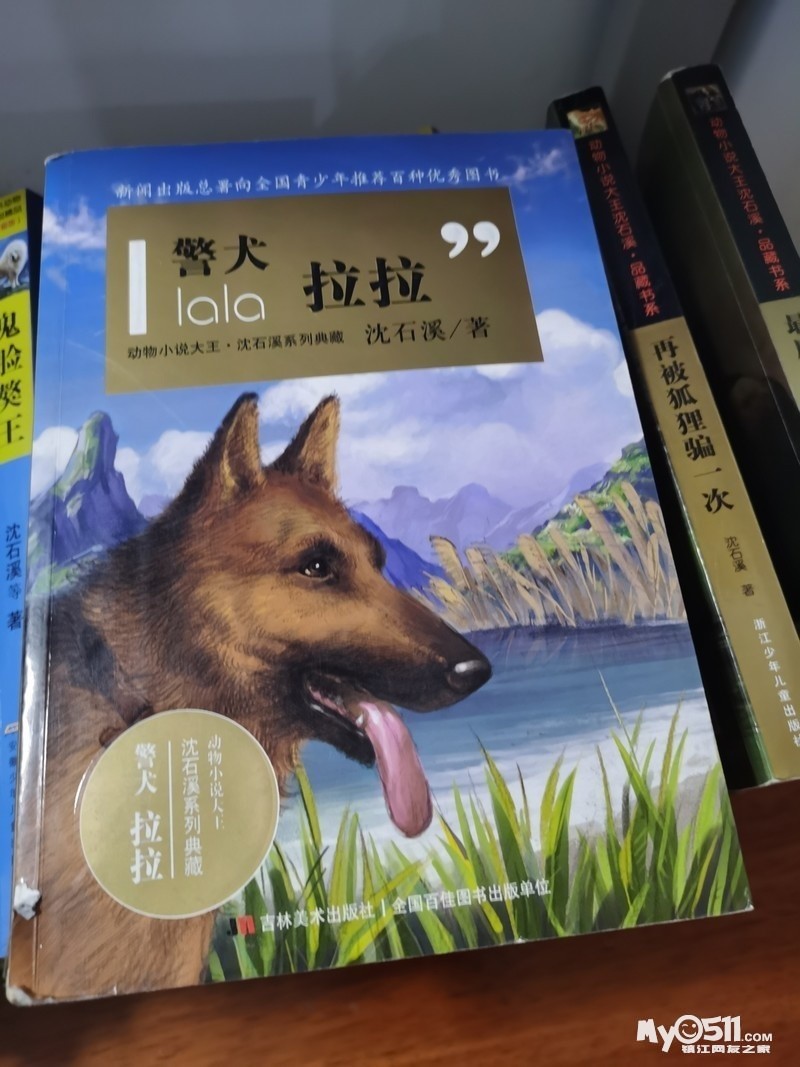 新闻出版总署向全国青少年推荐百种优秀图书
警犬
拉拉
lala
动物小说大王·沈石溪系列典藏
沈石溪/著
动物小说大王
沈石溪系列典藏
警犬 拉拉
吉林美术出版社|全国百佳图书出版单位
鬼脸獒王
沈石溪等 著
动物小说大王沈石溪·品藏书系
再被狐狸骗一次
沈石溪 著
浙江少年儿童出版社
动物小说大王沈石溪·品藏书系
My0511.COM
镇江网友之家